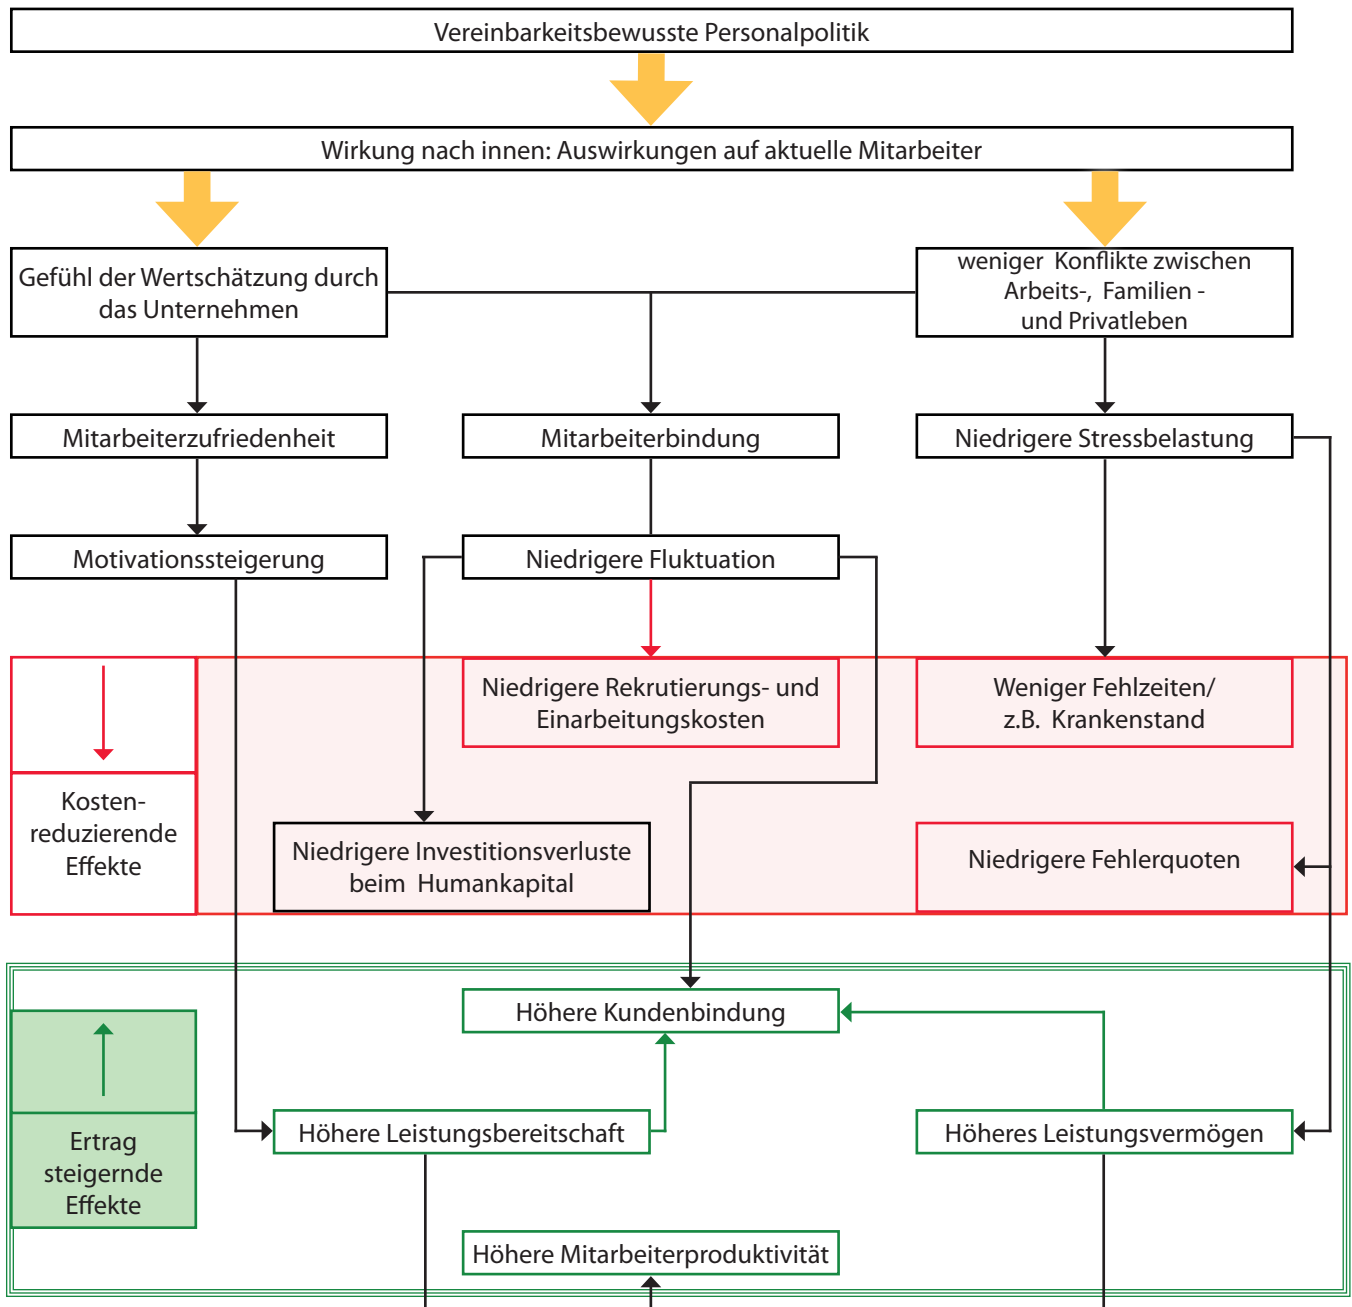 Vereinbarkeitsbewusste Personalpolitik
Wirkung nach innen: Auswirkungen auf aktuelle Mitarbeiter
Gefühl der Wertschätzung durch
das Unternehmen
weniger Konflikte zwischen
Arbeits-, Familien -
und Privatleben
Mitarbeiterzufriedenheit
Mitarbeiterbindung
Niedrigere Stressbelastung
Motivationssteigerung
Niedrigere Fluktuation
Niedrigere Rekrutierungs- und
Einarbeitungskosten
Weniger Fehlzeiten/
z.B. Krankenstand
Kosten-
reduzierende
Effekte
Niedrigere Investitionsverluste
beim Humankapital
Niedrigere Fehlerquoten
Höhere Kundenbindung
Ertrag
steigernde
Effekte
Höhere Leistungsbereitschaft
Höheres Leistungsvermögen
Höhere Mitarbeiterproduktivität